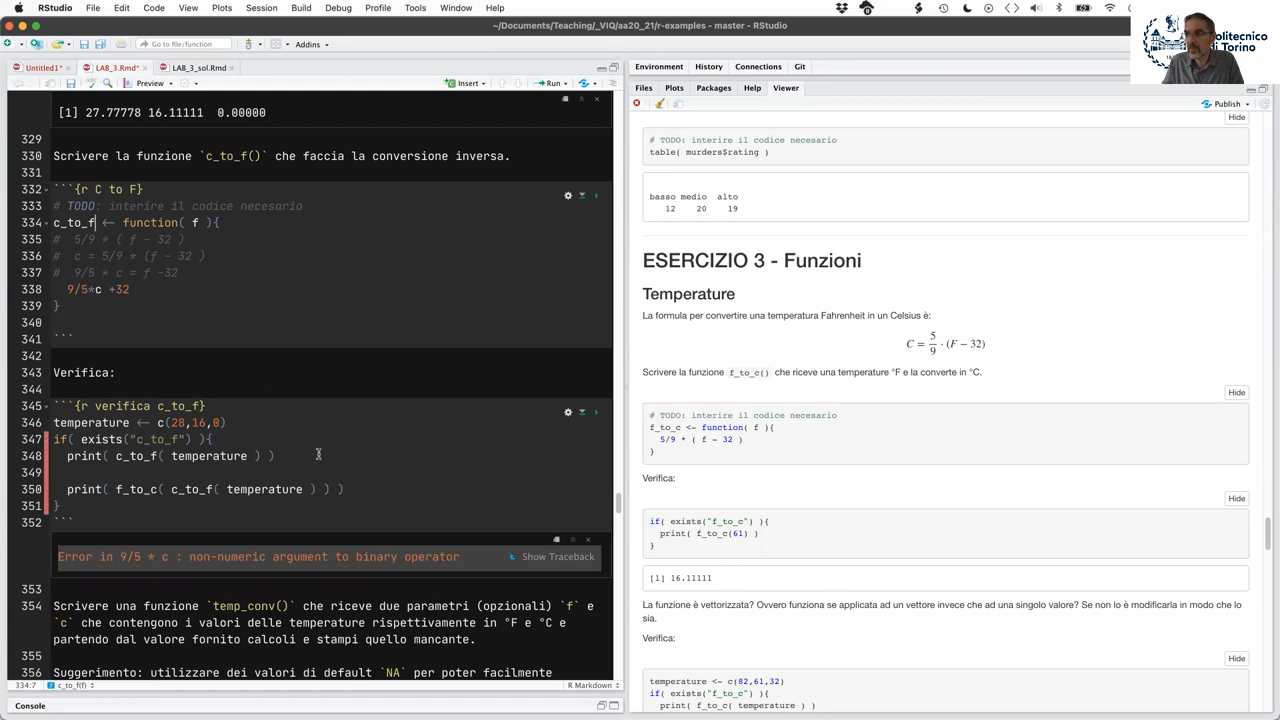 RStudio File Edit Code View Plots Session Build Debug Profile Tools Window Help
~/Documents/Teaching/_VIQ/aa20_21/r-examples - master - RStudio
Go to file/function
Addins
Politecnico
di Torino
Untitled1* LAB_3.Rmd* LAB_3_sol.Rmd
Preview Insert Run
[1] 27.77778 16.11111 0.00000
329
330 Scrivere la funzione `c_to_f()` che faccia la conversione inversa.
331
332 ```{r C to F}
333 # TODO: interire il codice necesario
334 c_to_f <- function( f ){
335 # 5/9 * ( f - 32 )
336 # c = 5/9 * (f - 32 )
337 # 9/5 * c = f -32
338 9/5*c +32
339 }
340
341 ```
342
343 Verifica:
344
345 ```{r verifica c_to_f}
346 temperature <- c(28,16,0)
347 if( exists("c_to_f") ){
348 print( c_to_f( temperature ) )
349
350 print( f_to_c( c_to_f( temperature ) ) )
351 }
352 ```
Error in 9/5 * c : non-numeric argument to binary operator
Show Traceback
353
354 Scrivere una funzione `temp_conv()` che riceve due parametri (opzionali) `f` e
`c` che contengono i valori delle temperature rispettivamente in °F e °C e
partendo dal valore fornito calcoli e stampi quello mancante.
355
356 Suggerimento: utilizzare dei valori di default `NA` per poter facilmente
334:7 c_to_f(f) R Markdown
Console
Environment History Connections Git
Files Plots Packages Help Viewer
Publish
Hide
# TODO: interire il codice necesario
table( murders$rating )
basso medio alto
12 20 19
ESERCIZIO 3 - Funzioni
Temperature
La formula per convertire una temperatura Fahrenheit in un Celsius è:
C = 5/9 · (F − 32)
Scrivere la funzione f_to_c() che riceve una temperature °F e la converte in °C.
Hide
# TODO: interire il codice necesario
f_to_c <- function( f ){
5/9 * ( f - 32 )
}
Verifica:
Hide
if( exists("f_to_c") ){
print( f_to_c(61) )
}
[1] 16.11111
La funzione è vettorizzata? Ovvero funziona se applicata ad un vettore invece che ad una singolo valore? Se non lo è modificarla in modo che lo
sia.
Verifica:
Hide
temperature <- c(82,61,32)
if( exists("f_to_c") ){
print( f_to_c( temperature ) )